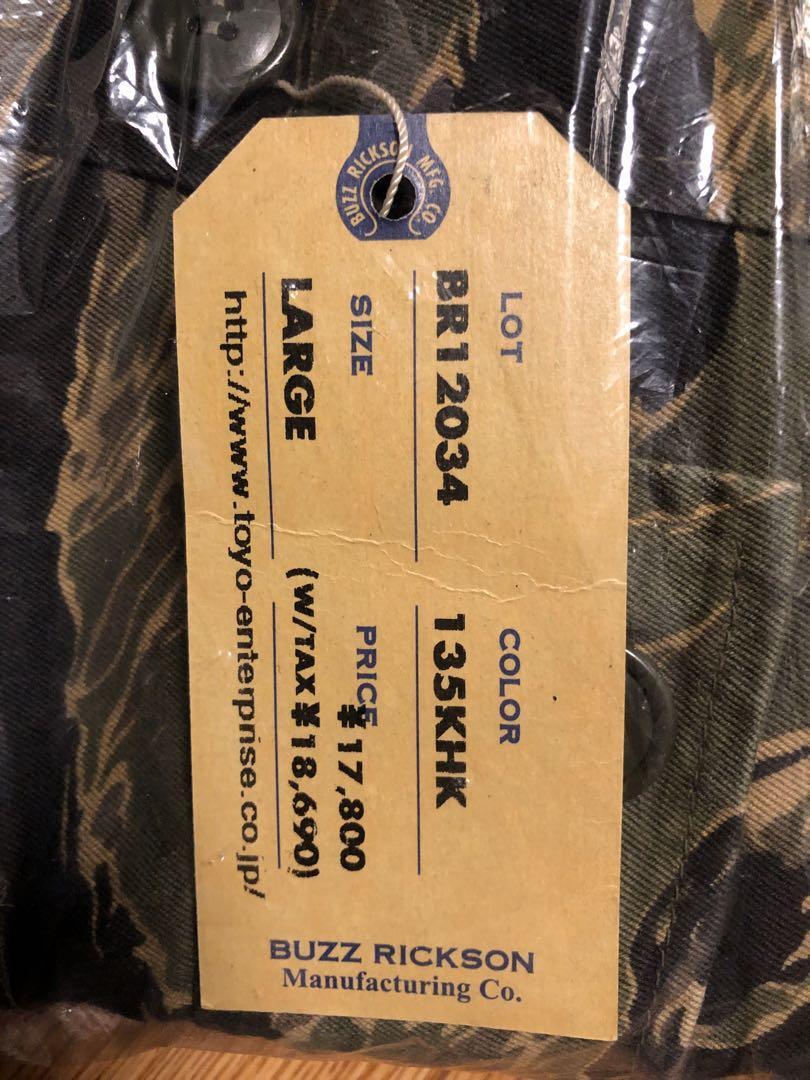 BUZZ RICKSON MFG. CO.
LOT
BR12034
COLOR
135KHK
SIZE
LARGE
PRICE
¥17,800
(W/TAX¥18,690)
http://www.toyo-enterprise.co.jp/
BUZZ RICKSON
Manufacturing Co.